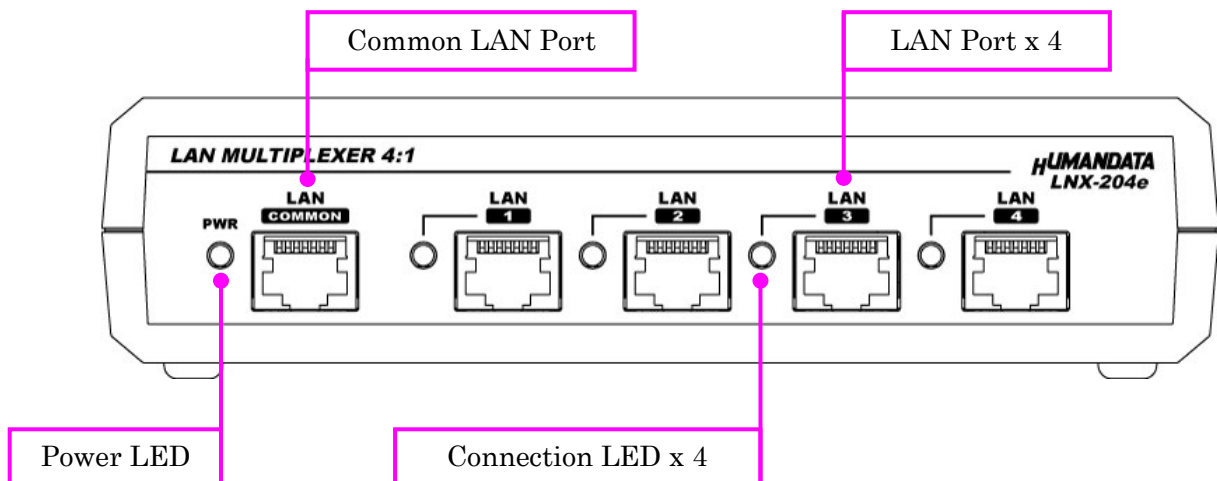 Common LAN Port
LAN Port x 4
LAN MULTIPLEXER 4:1
HUMANDATA
LNX-204e
PWR
LAN
COMMON
LAN
1
LAN
2
LAN
3
LAN
4
Power LED
Connection LED x 4